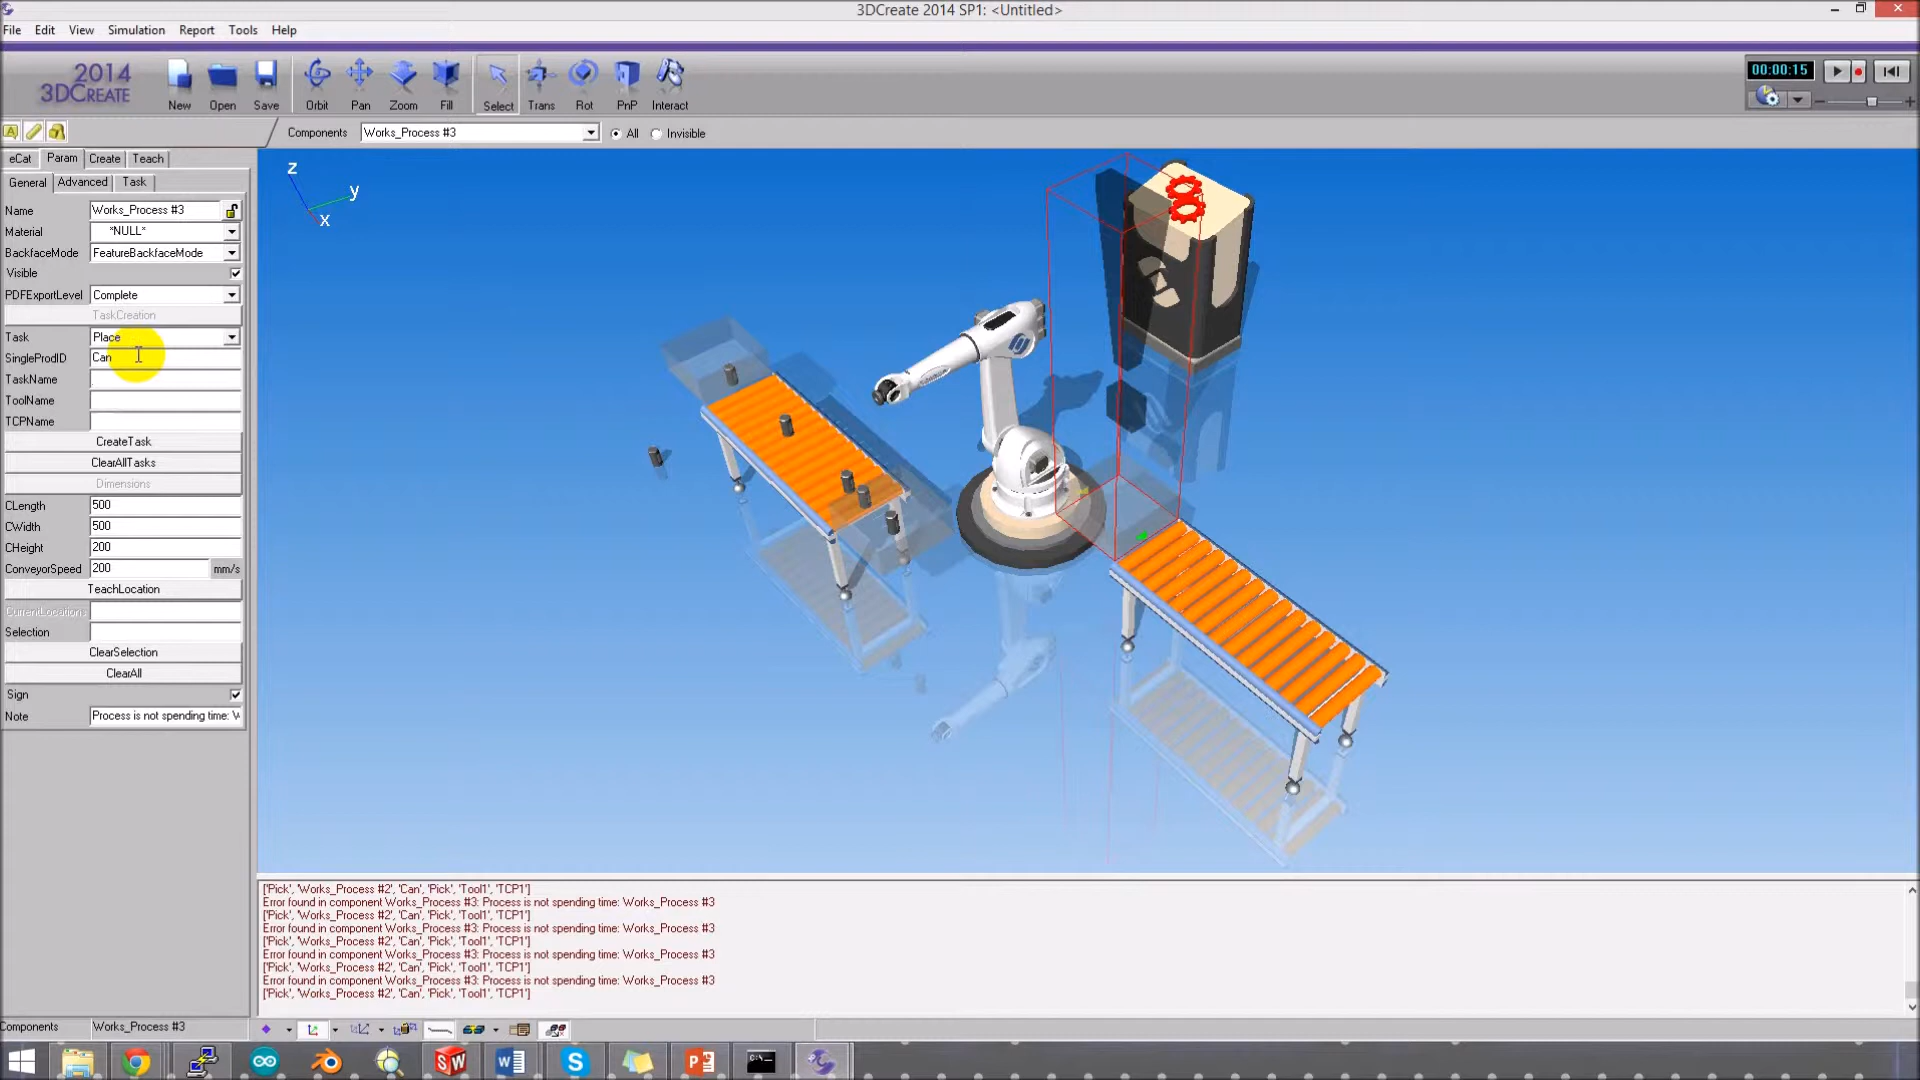 3DCreate 2014 SP1: <Untitled>
File Edit View Simulation Report Tools Help
2014
3DCREATE
New Open Save Orbit Pan Zoom Fill Select Trans Rot PnP Interact
00:00:15
Components Works_Process #3 All Invisible
eCat Param Create Teach
General Advanced Task
Name Works_Process #3
Material *NULL*
BackfaceMode FeatureBackfaceMode
Visible
PDFExportLevel Complete
TaskCreation
Task Place
SingleProdID Can
TaskName
ToolName
TCPName
CreateTask
ClearAllTasks
Dimensions
CLength 500
CWidth 500
CHeight 200
ConveyorSpeed 200 mm/s
TeachLocation
CurrentLocations
Selection
ClearSelection
ClearAll
Sign
Note Process is not spending time: W
z
y
x
['Pick', 'Works_Process #2', 'Can', 'Pick', 'Tool1', 'TCP1']
Error found in component Works_Process #3: Process is not spending time: Works_Process #3
['Pick', 'Works_Process #2', 'Can', 'Pick', 'Tool1', 'TCP1']
Error found in component Works_Process #3: Process is not spending time: Works_Process #3
['Pick', 'Works_Process #2', 'Can', 'Pick', 'Tool1', 'TCP1']
Error found in component Works_Process #3: Process is not spending time: Works_Process #3
['Pick', 'Works_Process #2', 'Can', 'Pick', 'Tool1', 'TCP1']
Error found in component Works_Process #3: Process is not spending time: Works_Process #3
['Pick', 'Works_Process #2', 'Can', 'Pick', 'Tool1', 'TCP1']
Components Works_Process #3